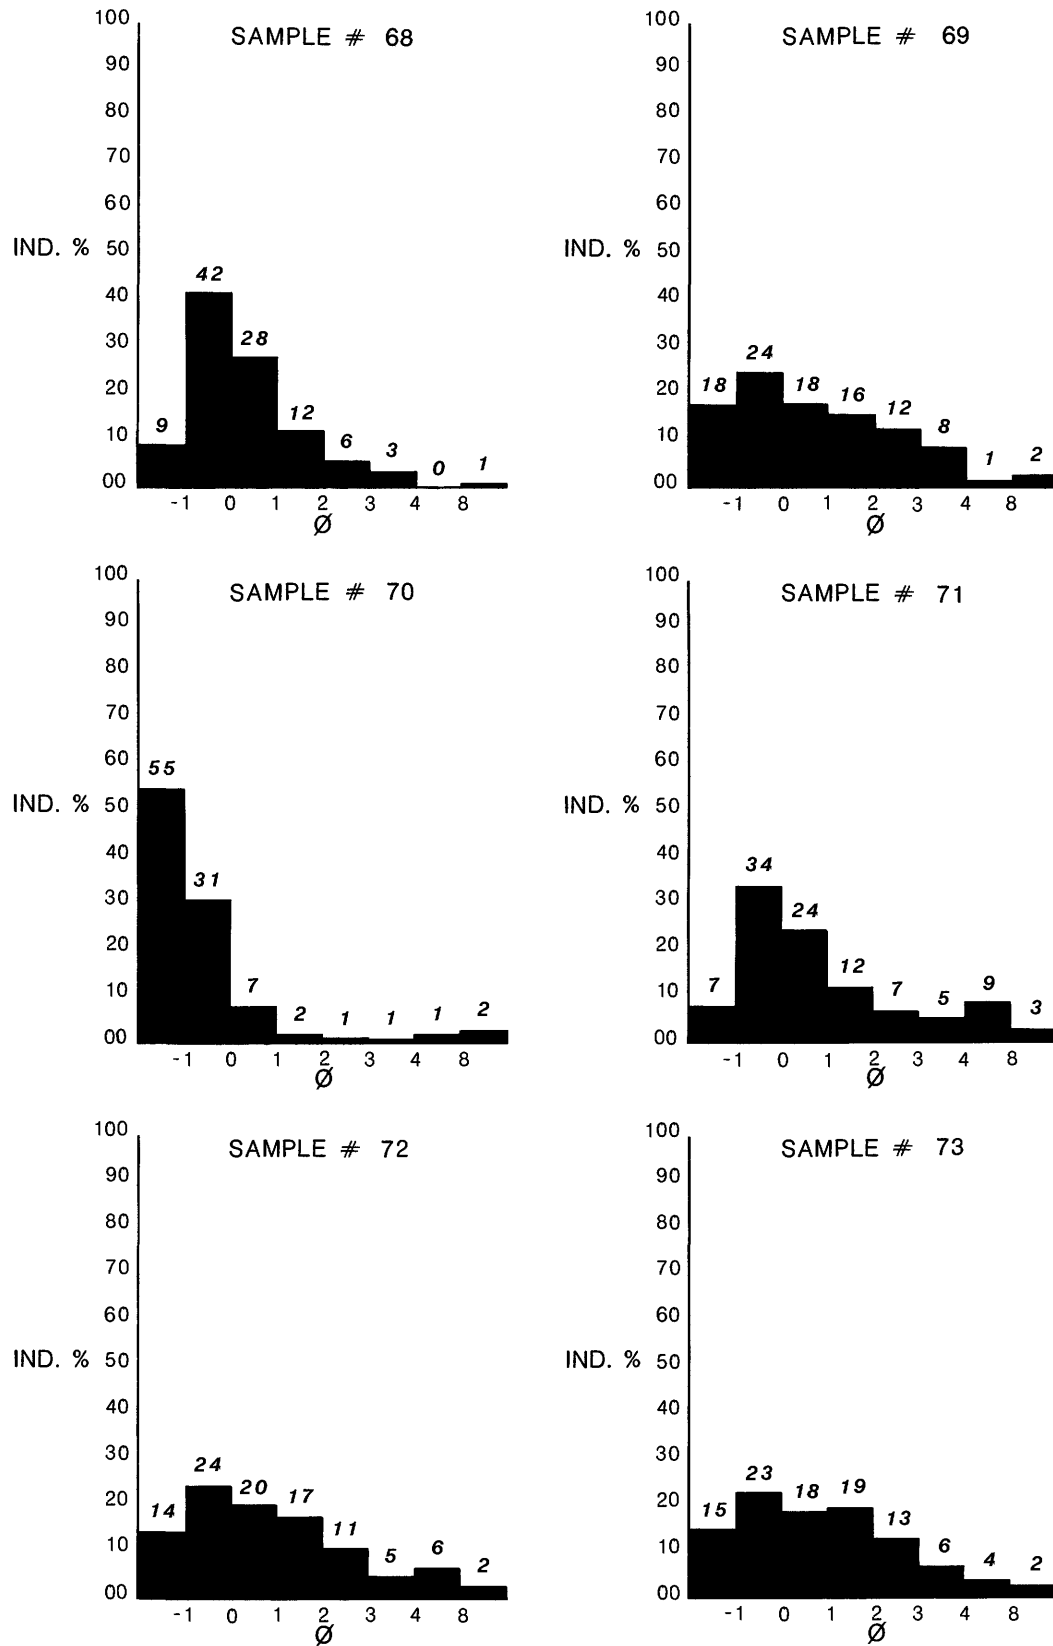 SAMPLE # 68
100
90
80
70
60
IND. % 50
40
30
20
10
00
9 42 28 12 6 3 0 1
-1 0 1 2 3 4 8
Ø
SAMPLE # 69
100
90
80
70
60
IND. % 50
40
30
20
10
00
18 24 18 16 12 8 1 2
-1 0 1 2 3 4 8
Ø
SAMPLE # 70
100
90
80
70
60
IND. % 50
40
30
20
10
00
55 31 7 2 1 1 1 2
-1 0 1 2 3 4 8
Ø
SAMPLE # 71
100
90
80
70
60
IND. % 50
40
30
20
10
00
7 34 24 12 7 5 9 3
-1 0 1 2 3 4 8
Ø
SAMPLE # 72
100
90
80
70
60
IND. % 50
40
30
20
10
00
14 24 20 17 11 5 6 2
-1 0 1 2 3 4 8
Ø
SAMPLE # 73
100
90
80
70
60
IND. % 50
40
30
20
10
00
15 23 18 19 13 6 4 2
-1 0 1 2 3 4 8
Ø